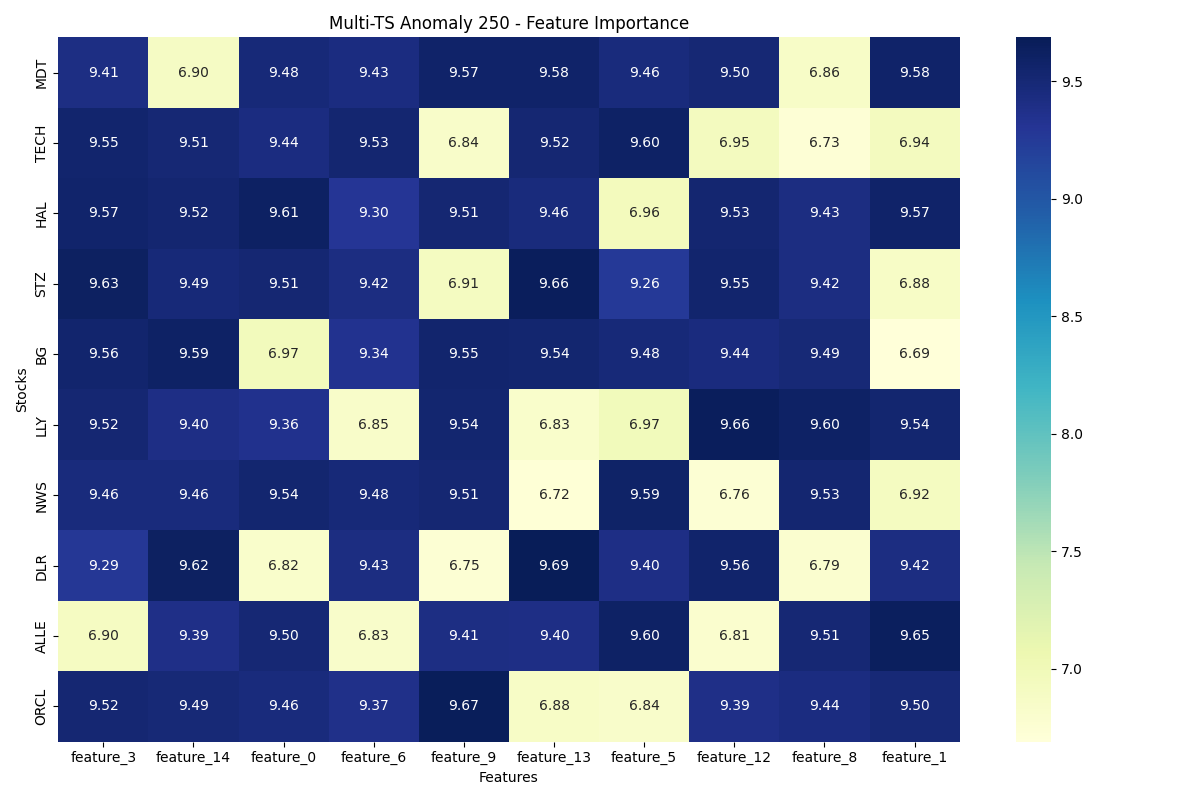 Multi-TS Anomaly 250 - Feature Importance
Stocks
MDT 9.41 6.90 9.48 9.43 9.57 9.58 9.46 9.50 6.86 9.58
TECH 9.55 9.51 9.44 9.53 6.84 9.52 9.60 6.95 6.73 6.94
HAL 9.57 9.52 9.61 9.30 9.51 9.46 6.96 9.53 9.43 9.57
STZ 9.63 9.49 9.51 9.42 6.91 9.66 9.26 9.55 9.42 6.88
BG 9.56 9.59 6.97 9.34 9.55 9.54 9.48 9.44 9.49 6.69
LLY 9.52 9.40 9.36 6.85 9.54 6.83 6.97 9.66 9.60 9.54
NWS 9.46 9.46 9.54 9.48 9.51 6.72 9.59 6.76 9.53 6.92
DLR 9.29 9.62 6.82 9.43 6.75 9.69 9.40 9.56 6.79 9.42
ALLE 6.90 9.39 9.50 6.83 9.41 9.40 9.60 6.81 9.51 9.65
ORCL 9.52 9.49 9.46 9.37 9.67 6.88 6.84 9.39 9.44 9.50
feature_3 feature_14 feature_0 feature_6 feature_9 feature_13 feature_5 feature_12 feature_8 feature_1
Features
9.5
9.0
8.5
8.0
7.5
7.0